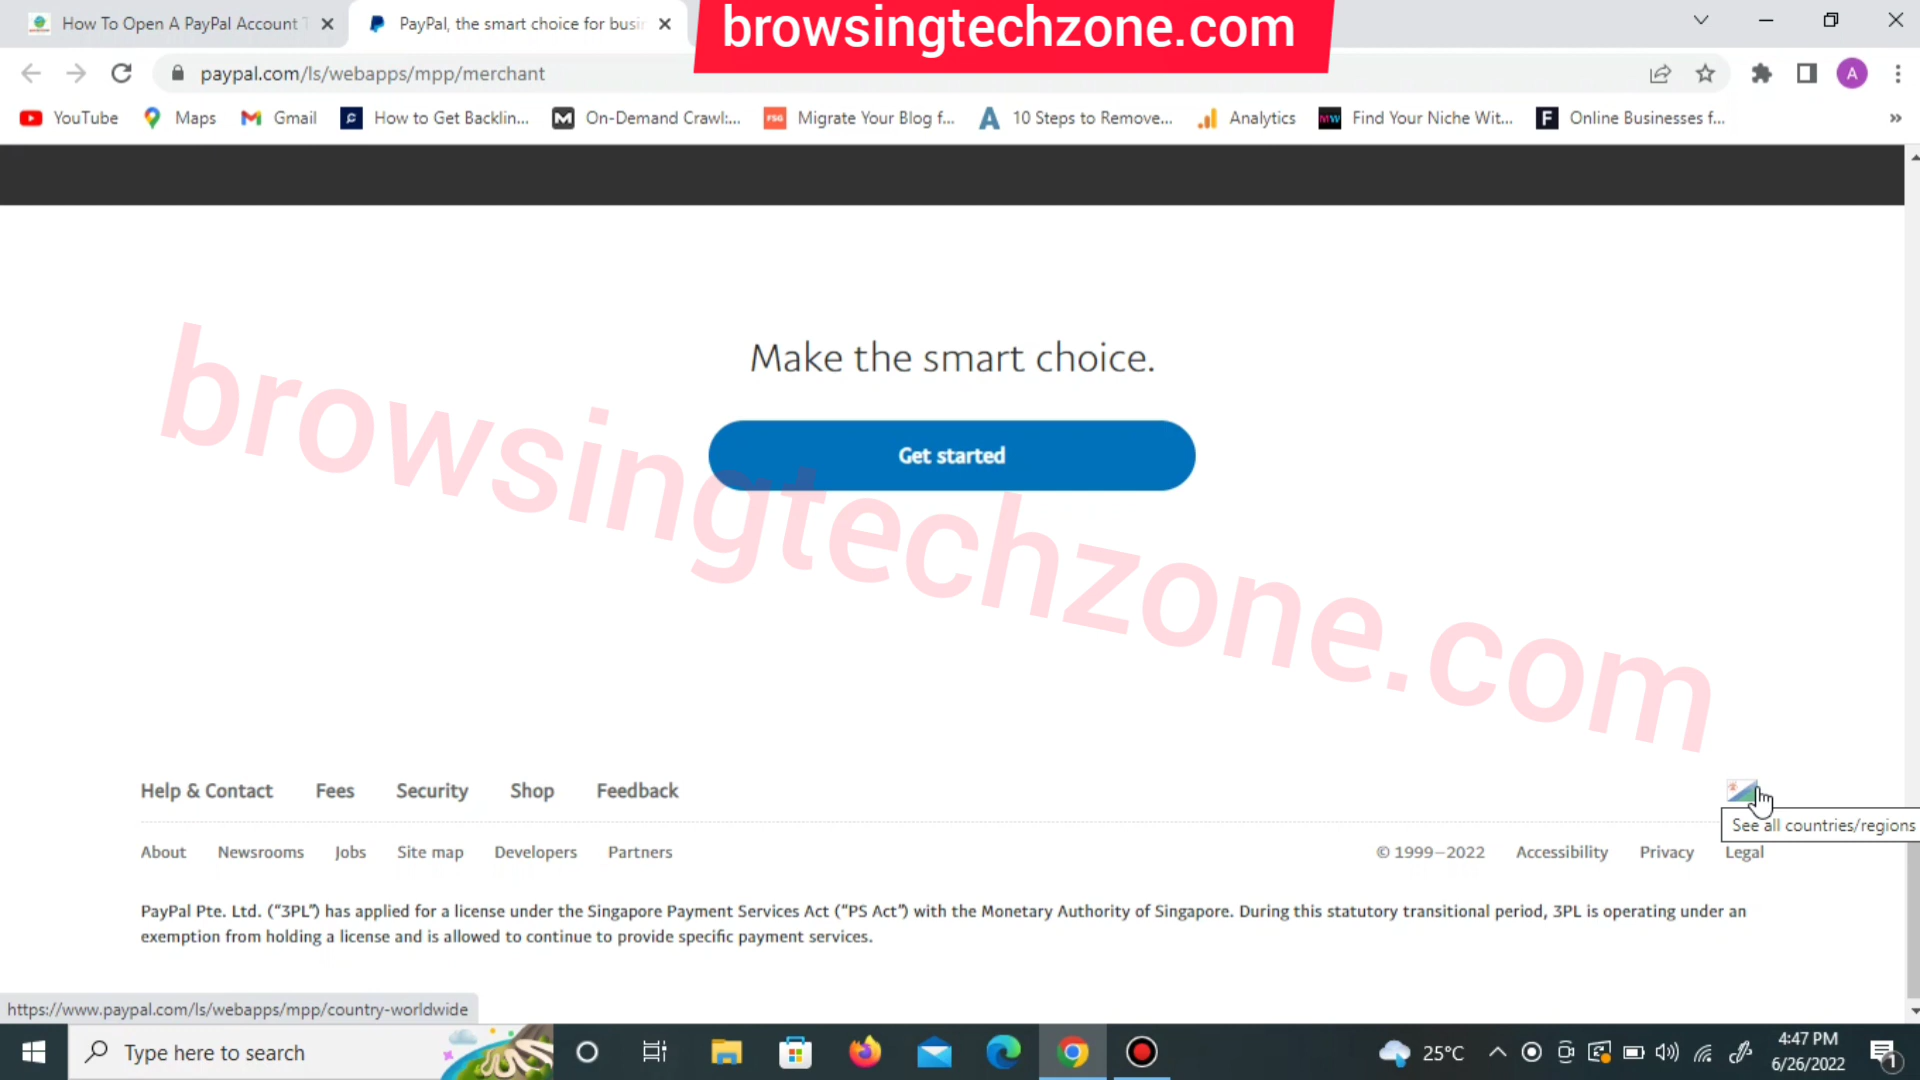 How To Open A PayPal Account
PayPal, the smart choice for busi
browsingtechzone.com
paypal.com/ls/webapps/mpp/merchant
A
YouTube
Maps
Gmail
How to Get Backlin...
On-Demand Crawl:...
FSG
Migrate Your Blog f...
10 Steps to Remove...
Analytics
MW
Find Your Niche Wit...
F
Online Businesses f...
»
Make the smart choice.
Get started
browsingtechzone.com
Help & Contact
Fees
Security
Shop
Feedback
See all countries/regions
About
Newsrooms
Jobs
Site map
Developers
Partners
© 1999–2022
Accessibility
Privacy
Legal
PayPal Pte. Ltd. (“3PL”) has applied for a license under the Singapore Payment Services Act (“PS Act”) with the Monetary Authority of Singapore. During this statutory transitional period, 3PL is operating under an
exemption from holding a license and is allowed to continue to provide specific payment services.
https://www.paypal.com/ls/webapps/mpp/country-worldwide
Type here to search
25°C
4:47 PM
6/26/2022
1